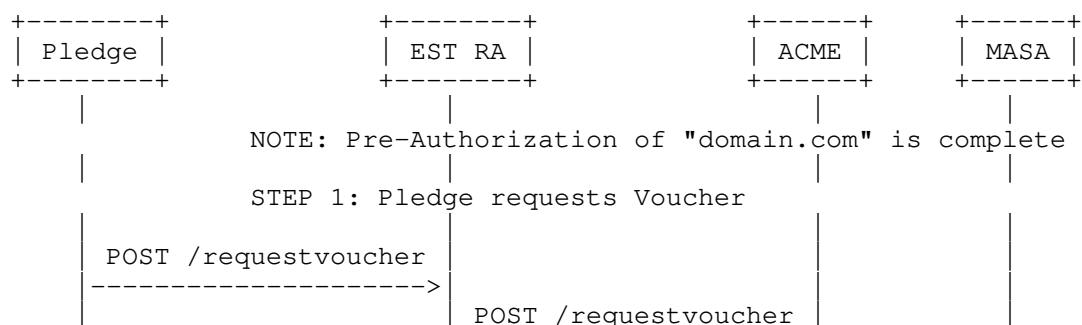 Pledge EST RA ACME MASA
NOTE: Pre-Authorization of "domain.com" is complete
STEP 1: Pledge requests Voucher
POST /requestvoucher
POST /requestvoucher